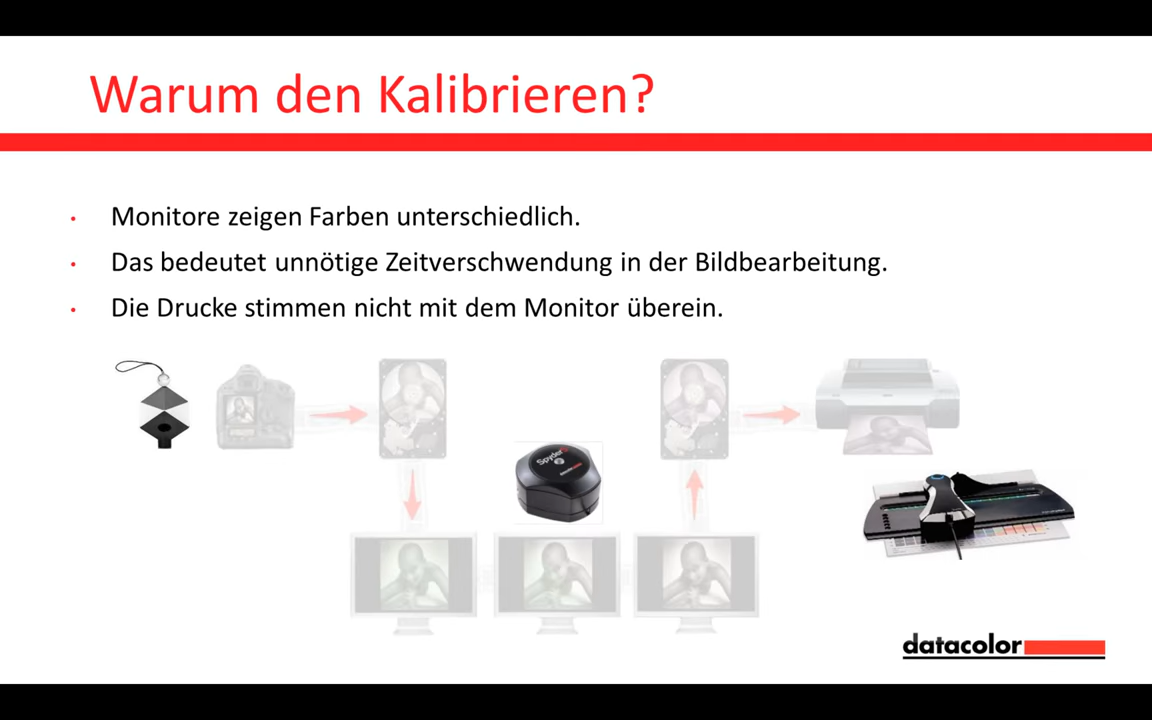 Warum den Kalibrieren?
• Monitore zeigen Farben unterschiedlich.
• Das bedeutet unnötige Zeitverschwendung in der Bildbearbeitung.
• Die Drucke stimmen nicht mit dem Monitor überein.
Spyder5
datacolor